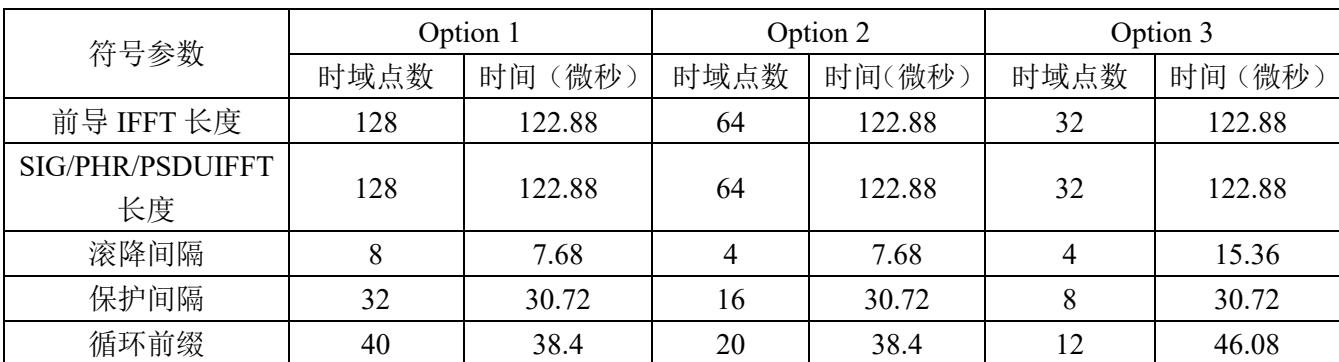 符号参数 Option 1 Option 2 Option 3
时域点数 时间（微秒） 时域点数 时间(微秒） 时域点数 时间（微秒）
前导 IFFT 长度 128 122.88 64 122.88 32 122.88
SIG/PHR/PSDUIFFT
长度 128 122.88 64 122.88 32 122.88
滚降间隔 8 7.68 4 7.68 4 15.36
保护间隔 32 30.72 16 30.72 8 30.72
循环前缀 40 38.4 20 38.4 12 46.08